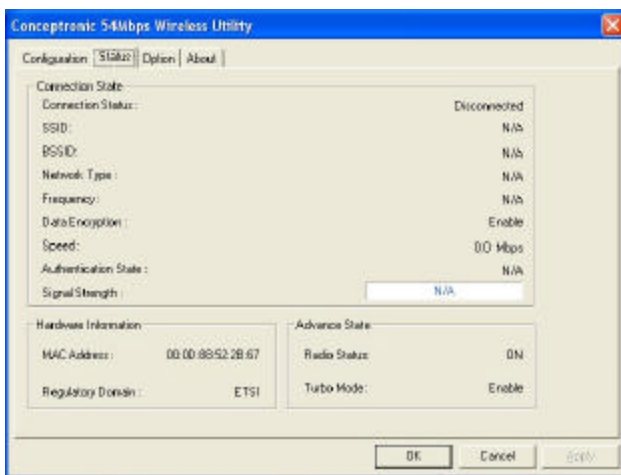 Conceptronic 54Mbps Wireless Utility
Configuration Status Option About
Connection State
Connection Status : Disconnected
SSID: N/A
BSSID: N/A
Network Type : N/A
Frequency: N/A
Data Encryption : Enable
Speed: 0.0 Mbps
Authentication State : N/A
Signal Strength : N/A
Hardware Information
MAC Address : 00:0D:88:52:2B:67
Regulatory Domain : ETSI
Advance State
Radio Status: ON
Turbo Mode: Enable
OK Cancel Apply